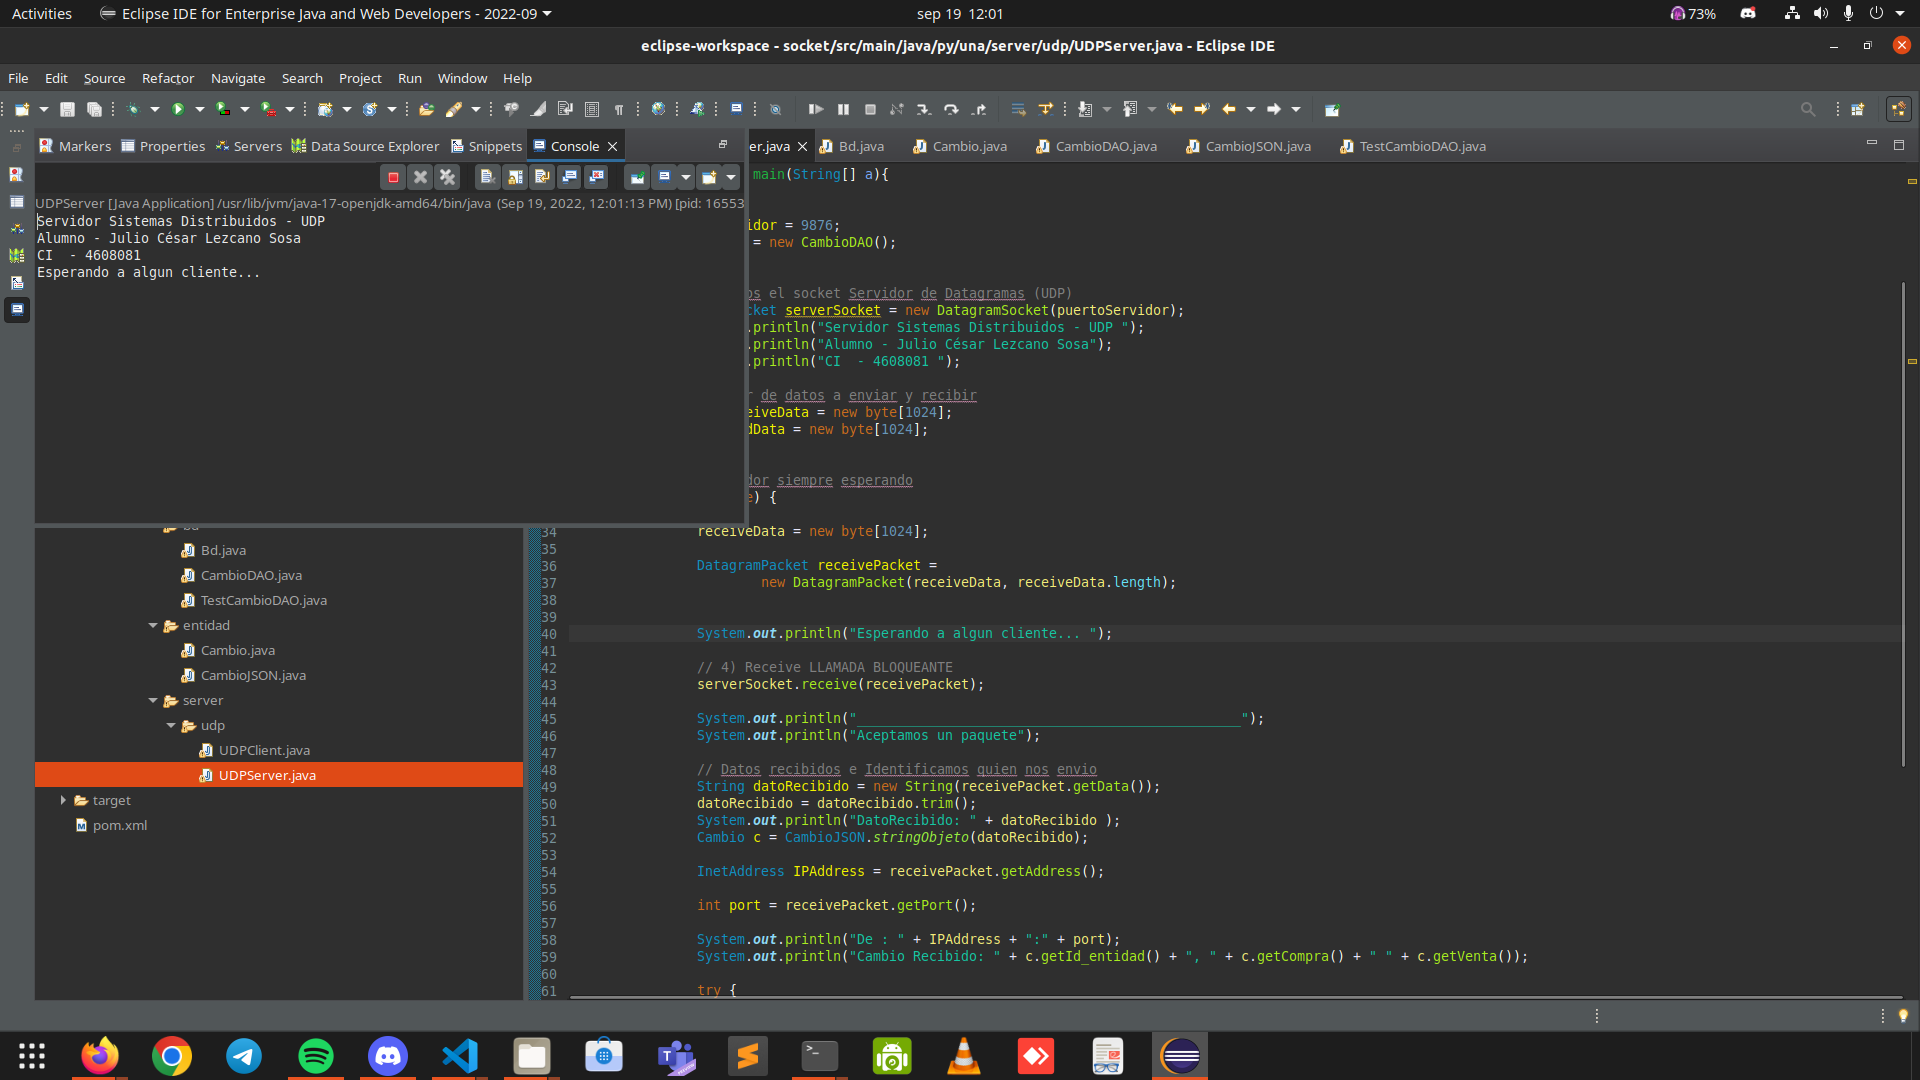 Activities
Eclipse IDE for Enterprise Java and Web Developers - 2022-09
sep 19 12:01
73%
eclipse-workspace - socket/src/main/java/py/una/server/udp/UDPServer.java - Eclipse IDE
File Edit Source Refactor Navigate Search Project Run Window Help
Markers Properties Servers Data Source Explorer Snippets Console
er.java Bd.java Cambio.java CambioDAO.java CambioJSON.java TestCambioDAO.java
UDPServer [Java Application] /usr/lib/jvm/java-17-openjdk-amd64/bin/java (Sep 19, 2022, 12:01:13 PM) [pid: 16553
Servidor Sistemas Distribuidos - UDP
Alumno - Julio César Lezcano Sosa
CI  - 4608081
Esperando a algun cliente...
main(String[] a){
idor = 9876;
= new CambioDAO();
os el socket Servidor de Datagramas (UDP)
cket serverSocket = new DatagramSocket(puertoServidor);
.println("Servidor Sistemas Distribuidos - UDP ");
.println("Alumno - Julio César Lezcano Sosa");
.println("CI  - 4608081 ");
r de datos a enviar y recibir
eiveData = new byte[1024];
dData = new byte[1024];
dor siempre esperando
e) {
34 receiveData = new byte[1024];
35
36 DatagramPacket receivePacket =
37 new DatagramPacket(receiveData, receiveData.length);
38
39
40 System.out.println("Esperando a algun cliente... ");
41
42 // 4) Receive LLAMADA BLOQUEANTE
43 serverSocket.receive(receivePacket);
44
45 System.out.println("________________________________________________");
46 System.out.println("Aceptamos un paquete");
47
48 // Datos recibidos e Identificamos quien nos envio
49 String datoRecibido = new String(receivePacket.getData());
50 datoRecibido = datoRecibido.trim();
51 System.out.println("DatoRecibido: " + datoRecibido );
52 Cambio c = CambioJSON.stringObjeto(datoRecibido);
53
54 InetAddress IPAddress = receivePacket.getAddress();
55
56 int port = receivePacket.getPort();
57
58 System.out.println("De : " + IPAddress + ":" + port);
59 System.out.println("Cambio Recibido: " + c.getId_entidad() + ", " + c.getCompra() + " " + c.getVenta());
60
61 try {
bd
Bd.java
CambioDAO.java
TestCambioDAO.java
entidad
Cambio.java
CambioJSON.java
server
udp
UDPClient.java
UDPServer.java
target
pom.xml